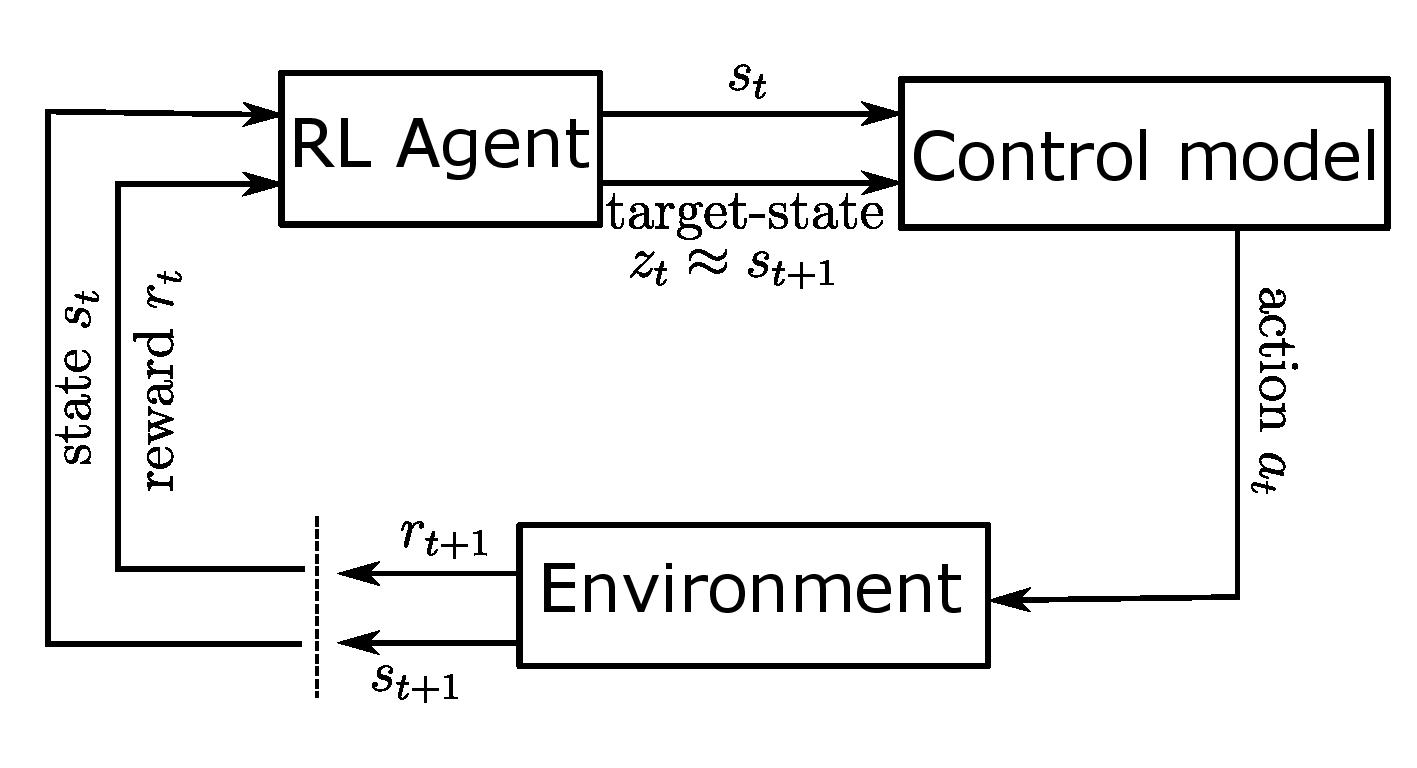 s_t
RL Agent
Control model
target-state
z_t ≈ s_{t+1}
state s_t
reward r_t
action a_t
r_{t+1}
Environment
s_{t+1}